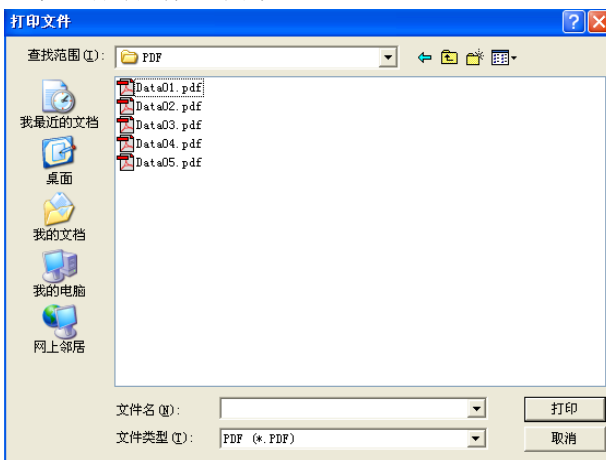 打印文件
查找范围(I): PDF
Data01.pdf
Data02.pdf
Data03.pdf
Data04.pdf
Data05.pdf
我最近的文档
桌面
我的文档
我的电脑
网上邻居
文件名(N): 打印
文件类型(T): PDF (*.PDF) 取消